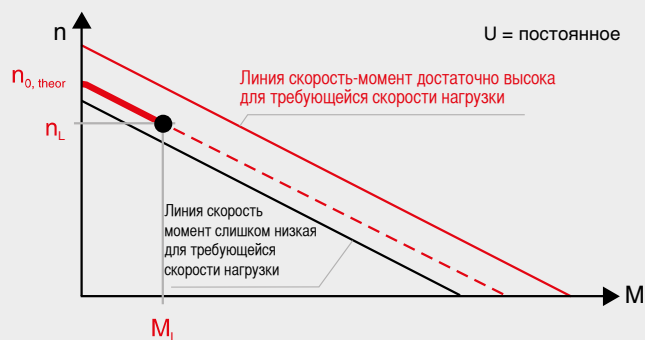 n
U = постоянное
n0, theor
Линия скорость-момент достаточно высока
для требующейся скорости нагрузки
nL
Линия скорость
момент слишком низкая
для требующейся
скорости нагрузки
M
ML